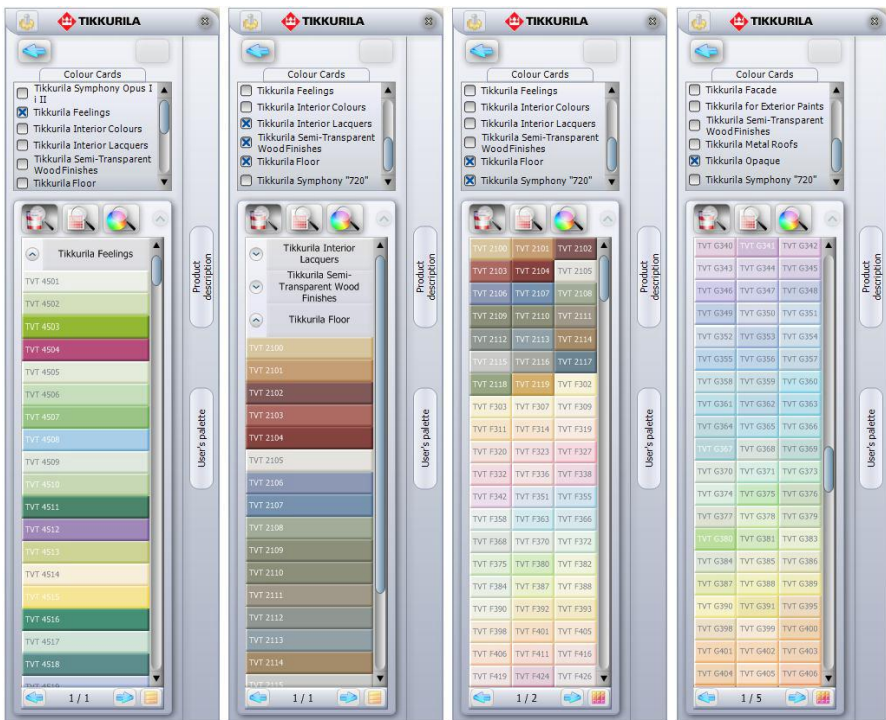 TIKKURILA
Colour Cards
Tikkurila Symphony Opus I
i II
Tikkurila Feelings
Tikkurila Interior Colours
Tikkurila Interior Lacquers
Tikkurila Semi-Transparent
Wood Finishes
Tikkurila Floor
Tikkurila Feelings
TVT 4501
TVT 4502
TVT 4503
TVT 4504
TVT 4505
TVT 4506
TVT 4507
TVT 4508
TVT 4509
TVT 4510
TVT 4511
TVT 4512
TVT 4513
TVT 4514
TVT 4515
TVT 4516
TVT 4517
TVT 4518
TVT 4519
1 / 1
Product
description
User's palette
TIKKURILA
Colour Cards
Tikkurila Feelings
Tikkurila Interior Colours
Tikkurila Interior Lacquers
Tikkurila Semi-Transparent
Wood Finishes
Tikkurila Floor
Tikkurila Symphony "720"
Tikkurila Interior
Lacquers
Tikkurila Semi-
Transparent Wood
Finishes
Tikkurila Floor
TVT 2100
TVT 2101
TVT 2102
TVT 2103
TVT 2104
TVT 2105
TVT 2106
TVT 2107
TVT 2108
TVT 2109
TVT 2110
TVT 2111
TVT 2112
TVT 2113
TVT 2114
TVT 2115
1 / 1
Product
description
User's palette
TIKKURILA
Colour Cards
Tikkurila Feelings
Tikkurila Interior Colours
Tikkurila Interior Lacquers
Tikkurila Semi-Transparent
Wood Finishes
Tikkurila Floor
Tikkurila Symphony "720"
TVT 2100 TVT 2101 TVT 2102
TVT 2103 TVT 2104 TVT 2105
TVT 2106 TVT 2107 TVT 2108
TVT 2109 TVT 2110 TVT 2111
TVT 2112 TVT 2113 TVT 2114
TVT 2115 TVT 2116 TVT 2117
TVT 2118 TVT 2119 TVT F302
TVT F303 TVT F307 TVT F309
TVT F311 TVT F314 TVT F319
TVT F320 TVT F323 TVT F327
TVT F332 TVT F336 TVT F338
TVT F342 TVT F351 TVT F355
TVT F358 TVT F363 TVT F366
TVT F368 TVT F370 TVT F372
TVT F375 TVT F380 TVT F382
TVT F384 TVT F387 TVT F388
TVT F390 TVT F392 TVT F393
TVT F398 TVT F401 TVT F405
TVT F406 TVT F411 TVT F416
TVT F419 TVT F424 TVT F426
1 / 2
Product
description
User's palette
TIKKURILA
Colour Cards
Tikkurila Facade
Tikkurila for Exterior Paints
Tikkurila Semi-Transparent
Wood Finishes
Tikkurila Metal Roofs
Tikkurila Opaque
Tikkurila Symphony "720"
TVT G340 TVT G341 TVT G342
TVT G343 TVT G344 TVT G345
TVT G346 TVT G347 TVT G348
TVT G349 TVT G350 TVT G351
TVT G352 TVT G353 TVT G354
TVT G355 TVT G356 TVT G357
TVT G358 TVT G359 TVT G360
TVT G361 TVT G362 TVT G363
TVT G364 TVT G365 TVT G366
TVT G367 TVT G368 TVT G369
TVT G370 TVT G371 TVT G373
TVT G374 TVT G375 TVT G376
TVT G377 TVT G378 TVT G379
TVT G380 TVT G381 TVT G383
TVT G384 TVT G385 TVT G386
TVT G387 TVT G388 TVT G389
TVT G390 TVT G391 TVT G395
TVT G398 TVT G399 TVT G400
TVT G401 TVT G402 TVT G403
TVT G404 TVT G405 TVT G406
1 / 5
Product
description
User's palette